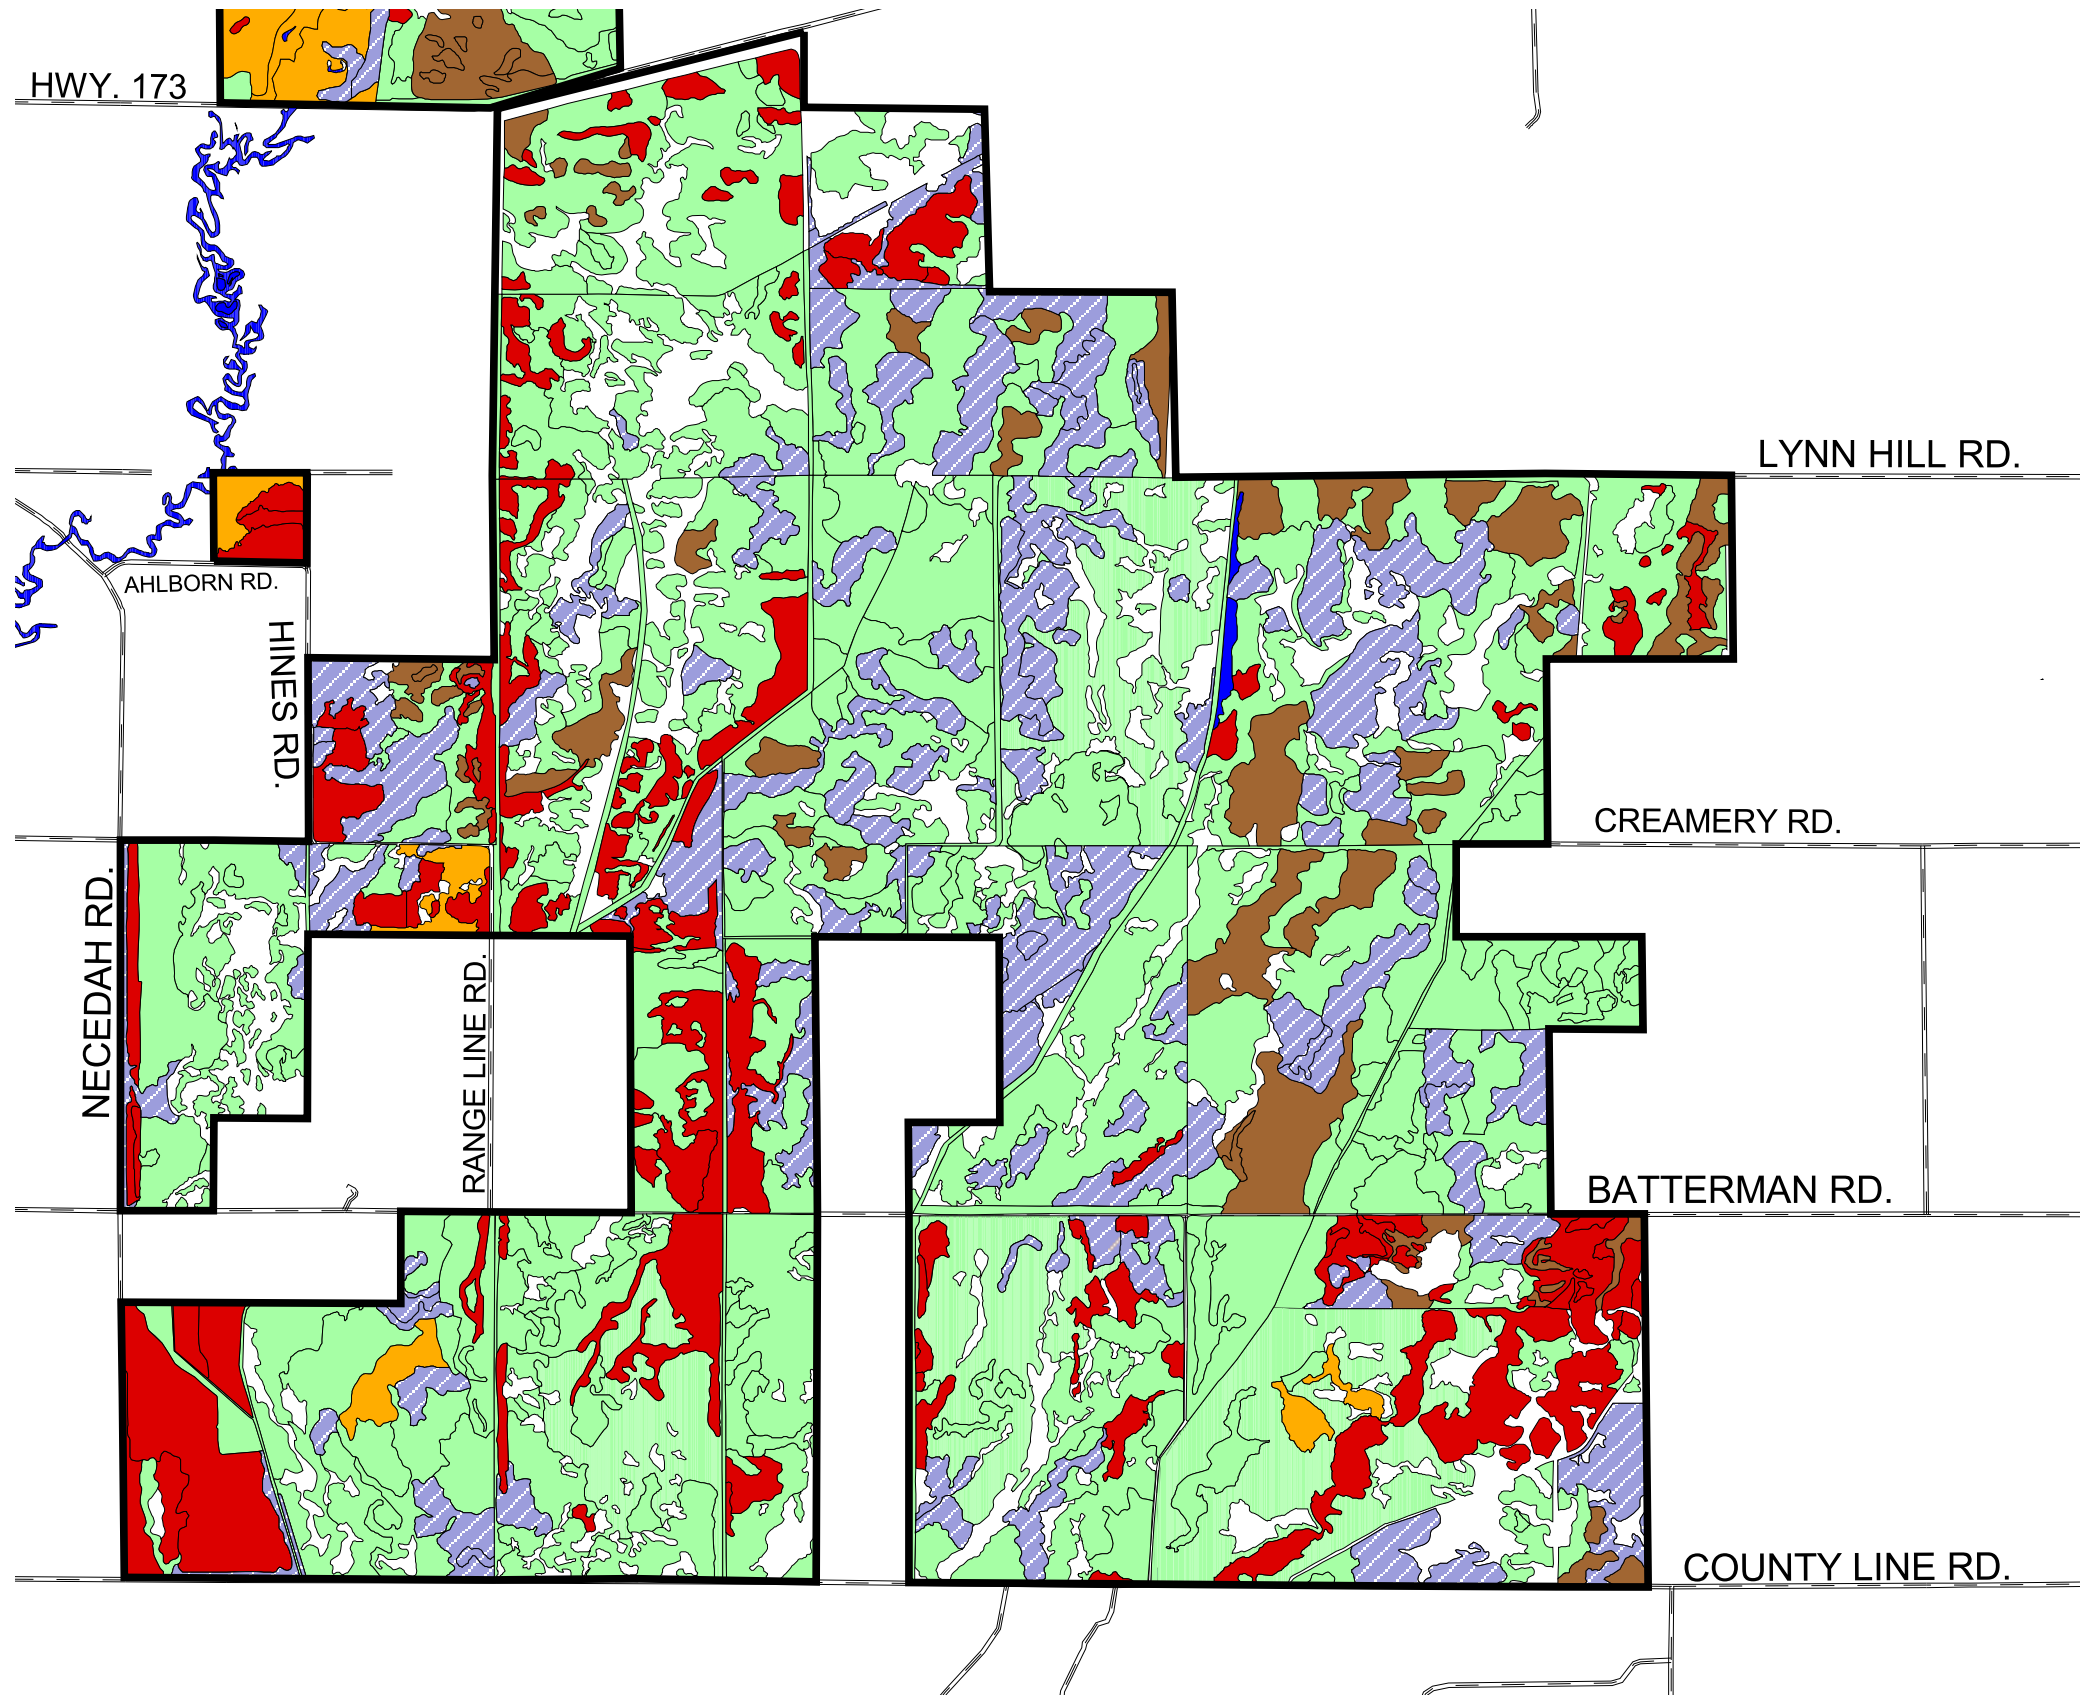 HWY. 173
LYNN HILL RD.
AHLBORN RD.
HINES RD.
CREAMERY RD.
NECEDAH RD.
RANGE LINE RD.
BATTERMAN RD.
COUNTY LINE RD.